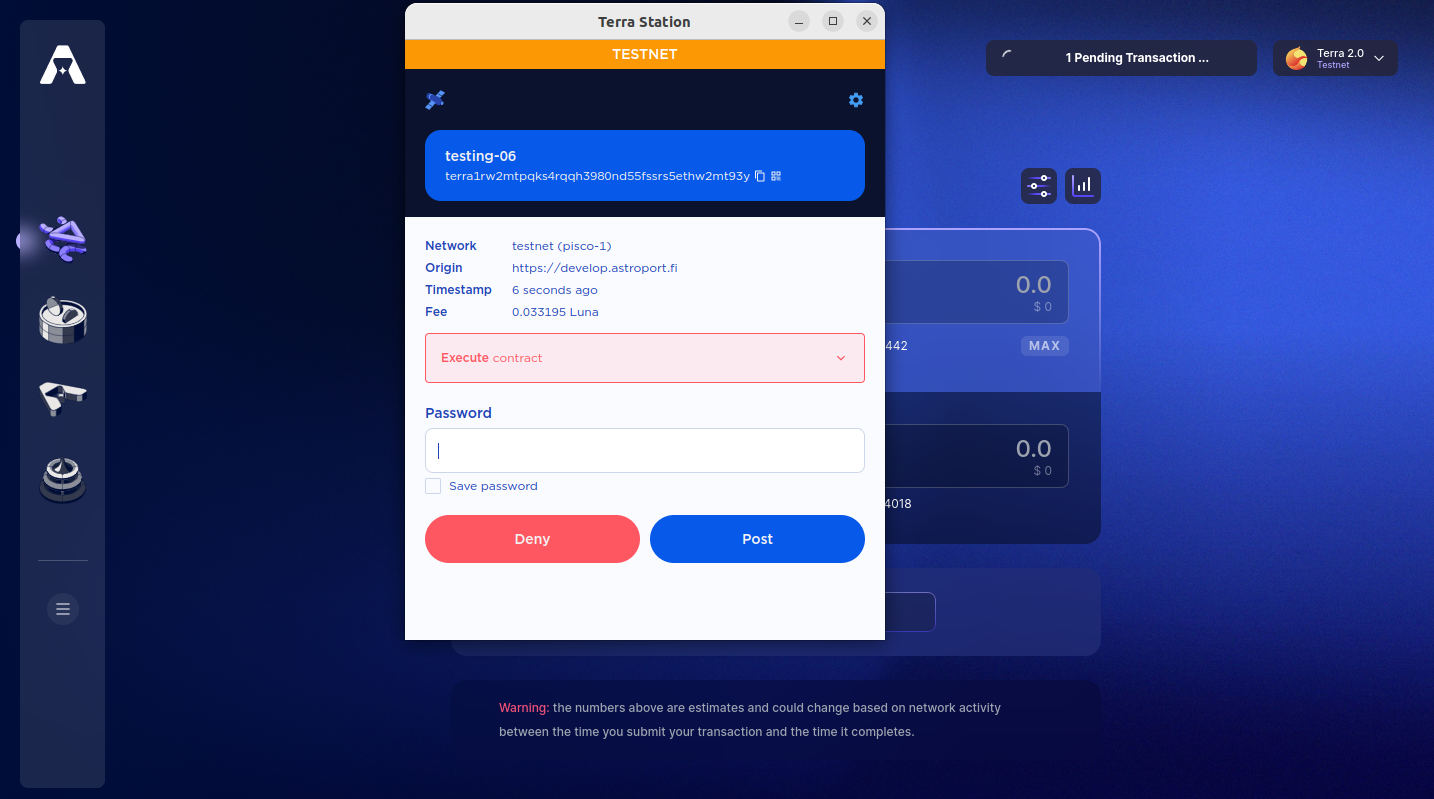 Terra Station
TESTNET
1 Pending Transaction ...
Terra 2.0
Testnet
testing-06
terra1rw2mtpqks4rqqh3980nd55fssrs5ethw2mt93y
Network testnet (pisco-1)
Origin https://develop.astroport.fi
Timestamp 6 seconds ago
Fee 0.033195 Luna
Execute contract
Password
Save password
Deny Post
0.0
$ 0
442 MAX
0.0
$ 0
4018
Warning: the numbers above are estimates and could change based on network activity
between the time you submit your transaction and the time it completes.